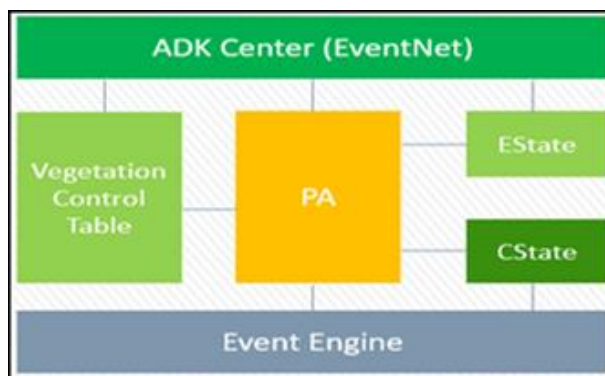 ADK Center (EventNet)
Vegetation
Control
Table
PA
EState
CState
Event Engine